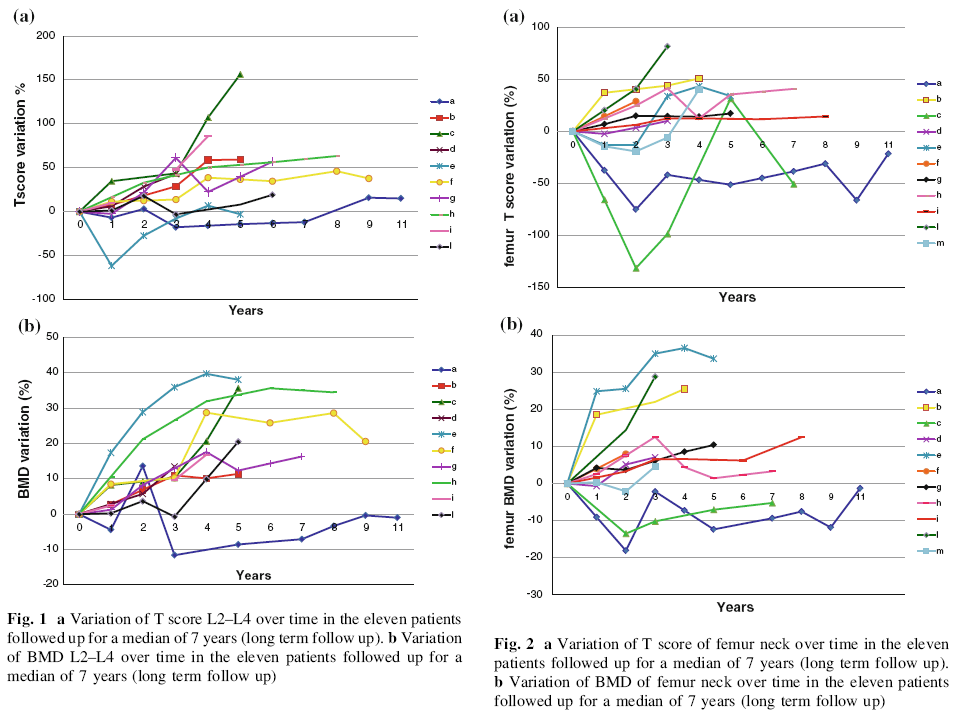 (a)
200
150
100
50
0
-50
-100
Tscore variation %
0 1 2 3 4 5 6 7 8 9 11
Years
a
b
c
d
e
f
g
h
i
l
(b)
50
40
30
20
10
0
-10
-20
BMD variation (%)
0 1 2 3 4 5 6 7 8 9 11
Years
a
b
c
d
e
f
g
h
i
l
Fig. 1 a Variation of T score L2–L4 over time in the eleven patients
followed up for a median of 7 years (long term follow up). b Variation
of BMD L2–L4 over time in the eleven patients followed up for a
median of 7 years (long term follow up)
(a)
100
50
0
-50
-100
-150
femur T score variation (%)
0 1 2 3 4 5 6 7 8 9 11
Years
a
b
c
d
e
f
g
h
i
l
m
(b)
40
30
20
10
0
-10
-20
-30
femur BMD variation (%)
0 1 2 3 4 5 6 7 8 9 11
Years
a
b
c
d
e
f
g
h
i
l
m
Fig. 2 a Variation of T score of femur neck over time in the eleven
patients followed up for a median of 7 years (long term follow up).
b Variation of BMD of femur neck over time in the eleven patients
followed up for a median of 7 years (long term follow up)